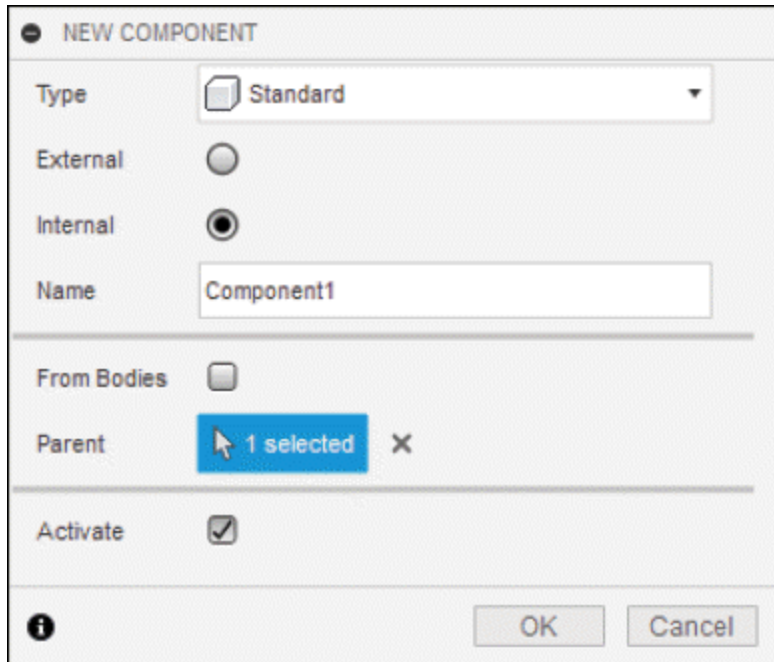 NEW COMPONENT
Type Standard
External
Internal
Name Component1
From Bodies
Parent 1 selected
Activate
OK Cancel